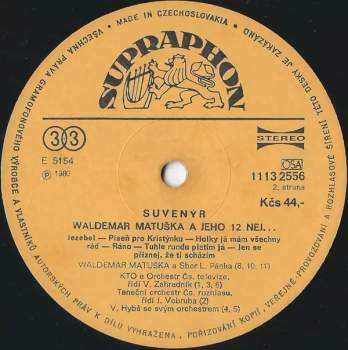 MADE IN CZECHOSLOVAKIA
VŠECHNA PRÁVA GRAMOFONOVÉHO VÝROBCE A VLASTNÍKŮ AUTORSKÝCH PRÁV K DÍLU VYHRAŽENA. POŘIZOVÁNÍ KOPIÍ, VEŘEJNÉ PROVOZOVÁNÍ A ROZHLASOVÉ ŠÍŘENÍ TÉTO DESKY JE ZAKÁZÁNO
SUPRAPHON
33
STEREO
E 5154
OSA
℗ 1980
1113 2556
2. strana
SUVENÝR
Kčs 44,-
WALDEMAR MATUŠKA A JEHO 12 NEJ...
Jezebel — Píseň pro Kristýnku — Holky já mám všechny
rád — Ráno — Tuhle rundu platím já — Jen se
přiznej, že ti scházím
WALDEMAR MATUŠKA a Sbor L. Pánka (8, 10, 11)
KTO a Orchestr Čs. televize,
řídí V. Zahradník (1, 3, 6)
Taneční orchestr Čs. rozhlasu,
řídí J. Vobruba (2)
V. Hybš se svým orchestrem (4, 5)